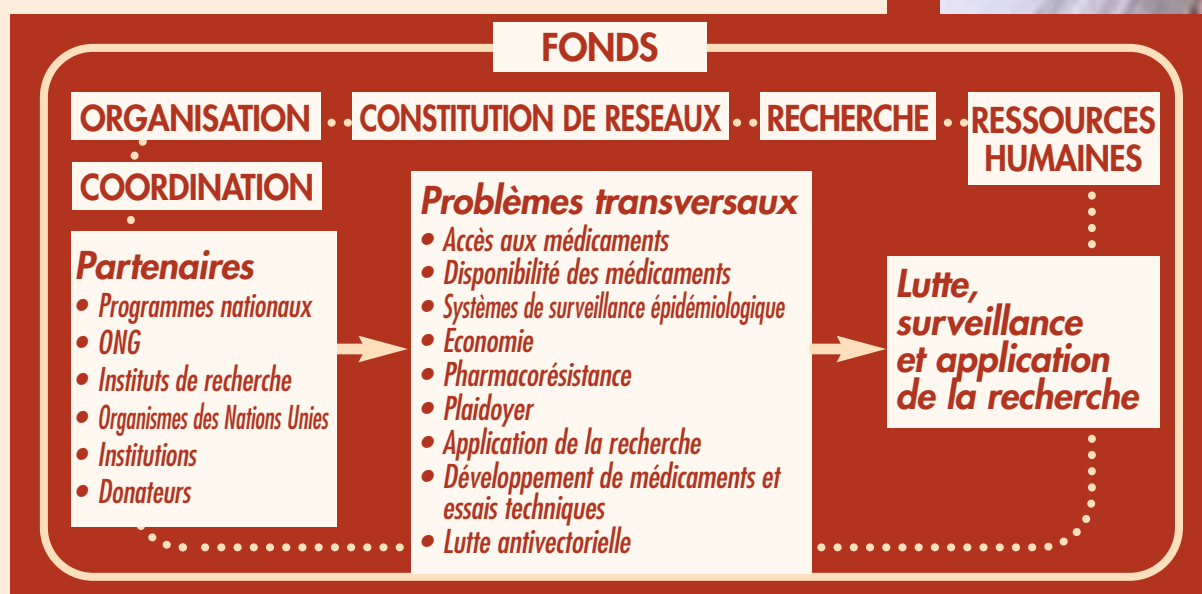 FONDS
ORGANISATION
CONSTITUTION DE RESEAUX
RECHERCHE
RESSOURCES
HUMAINES
COORDINATION
Partenaires
• Programmes nationaux
• ONG
• Instituts de recherche
• Organismes des Nations Unies
• Institutions
• Donateurs
Problèmes transversaux
• Accès aux médicaments
• Disponibilité des médicaments
• Systèmes de surveillance épidémiologique
• Economie
• Pharmacorésistance
• Plaidoyer
• Application de la recherche
• Développement de médicaments et
essais techniques
• Lutte antivectorielle
Lutte,
surveillance
et application
de la recherche